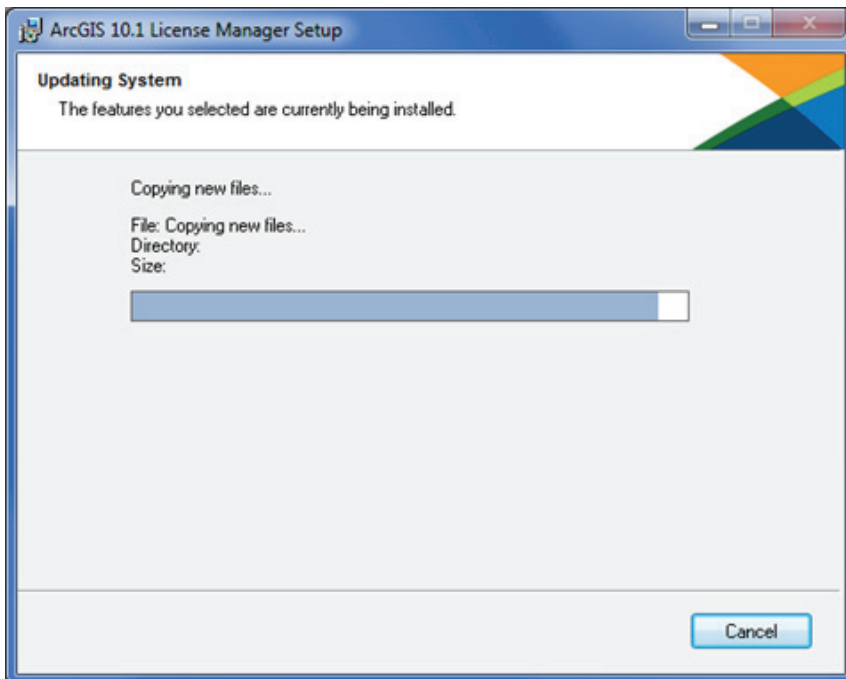 ArcGIS 10.1 License Manager Setup
Updating System
The features you selected are currently being installed.
Copying new files...
File: Copying new files...
Directory:
Size:
Cancel